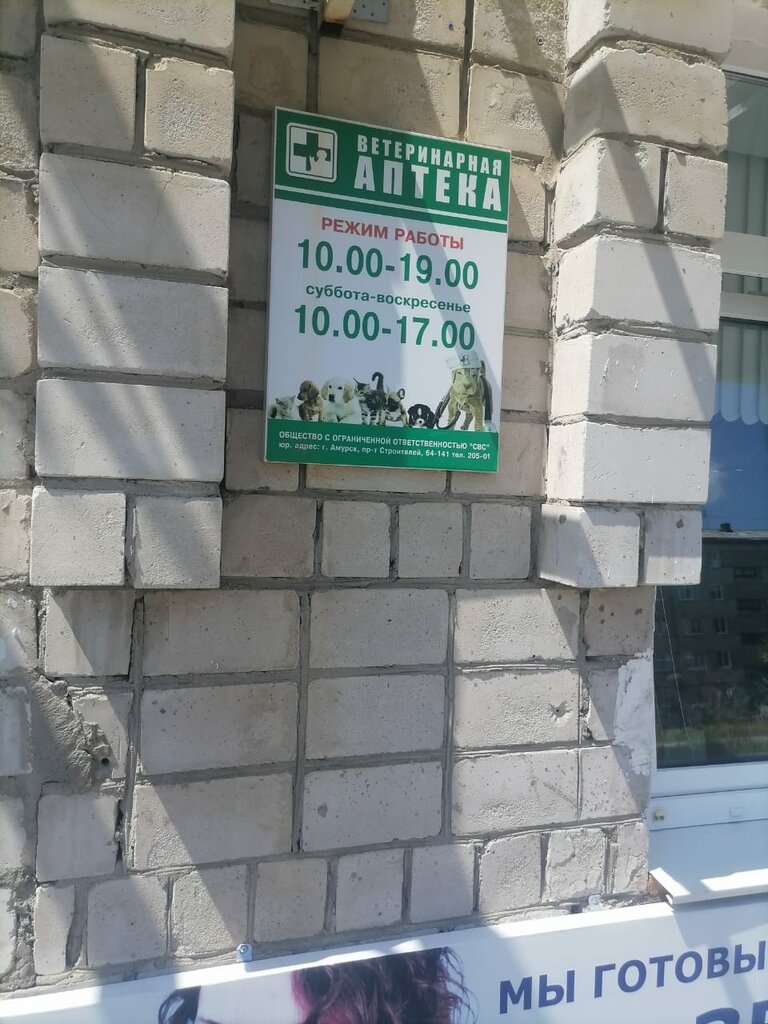 ВЕТЕРИНАРНАЯ
АПТЕКА
РЕЖИМ РАБОТЫ
10.00-19.00
суббота-воскресенье
10.00-17.00
ОБЩЕСТВО С ОГРАНИЧЕННОЙ ОТВЕТСТВЕННОСТЬЮ "СВС"
юр. адрес: г. Амурск, пр-т Строителей, 64-141 тел. 205-01
МЫ ГОТОВЫ